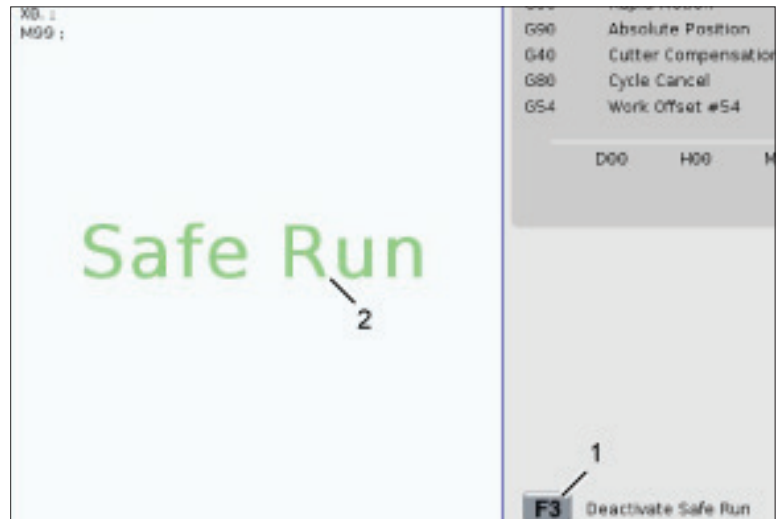 X0. ;
M99 ;
G90 Absolute Position
G40 Cutter Compensation
G80 Cycle Cancel
G54 Work Offset #54
D00 H00 M
Safe Run
2
1
F3 Deactivate Safe Run